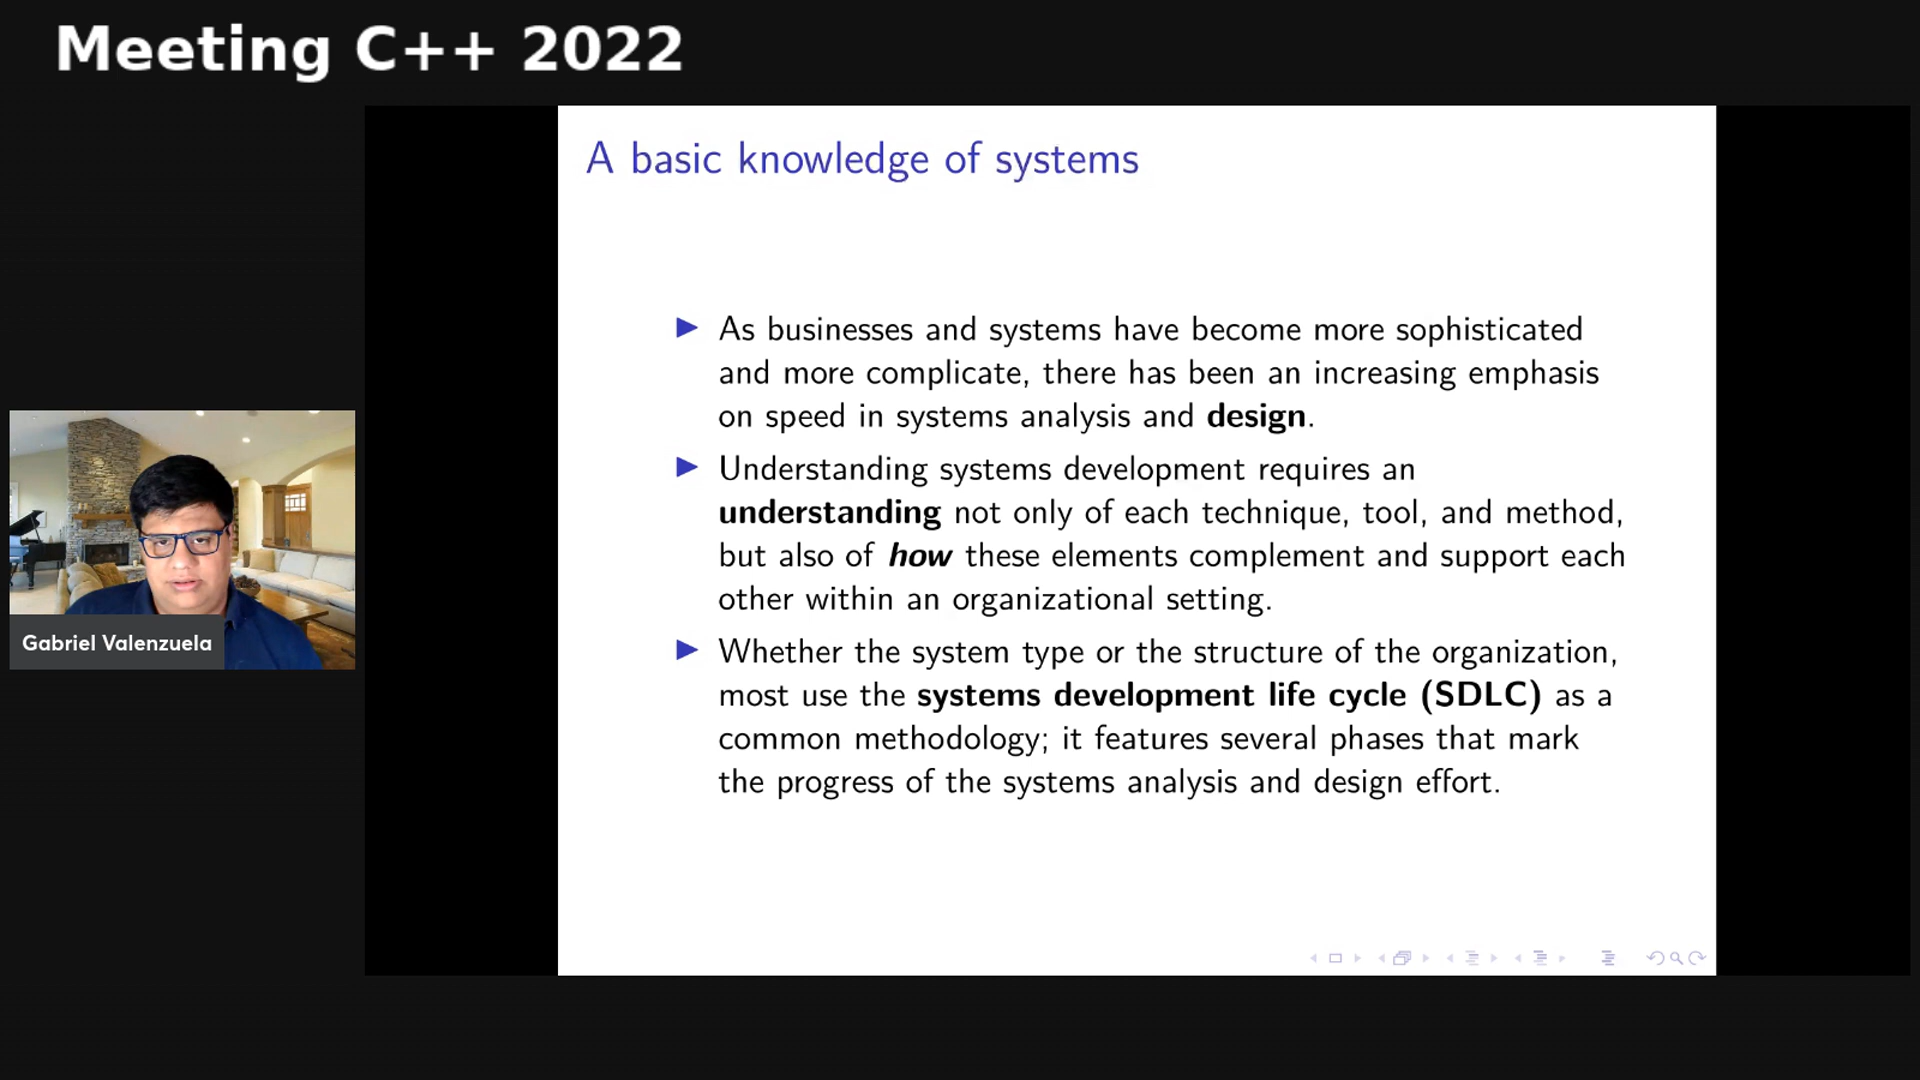 Meeting C++ 2022
A basic knowledge of systems
As businesses and systems have become more sophisticated
and more complicate, there has been an increasing emphasis
on speed in systems analysis and design.
Understanding systems development requires an
understanding not only of each technique, tool, and method,
but also of how these elements complement and support each
other within an organizational setting.
Whether the system type or the structure of the organization,
most use the systems development life cycle (SDLC) as a
common methodology; it features several phases that mark
the progress of the systems analysis and design effort.
Gabriel Valenzuela